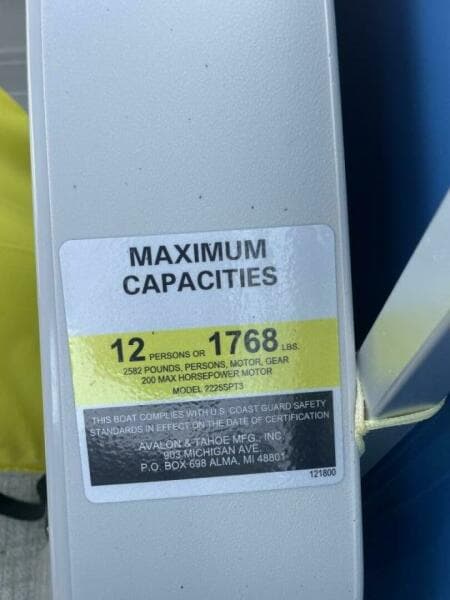 MAXIMUM
CAPACITIES
12 PERSONS OR 1768 LBS.
2582 POUNDS, PERSONS, MOTOR, GEAR
200 MAX HORSEPOWER MOTOR
MODEL 2225SPT3
THIS BOAT COMPLIES WITH U.S. COAST GUARD SAFETY
STANDARDS IN EFFECT ON THE DATE OF CERTIFICATION
AVALON & TAHOE MFG., INC.
903 MICHIGAN AVE.
P.O. BOX 698 ALMA, MI 48801
121800